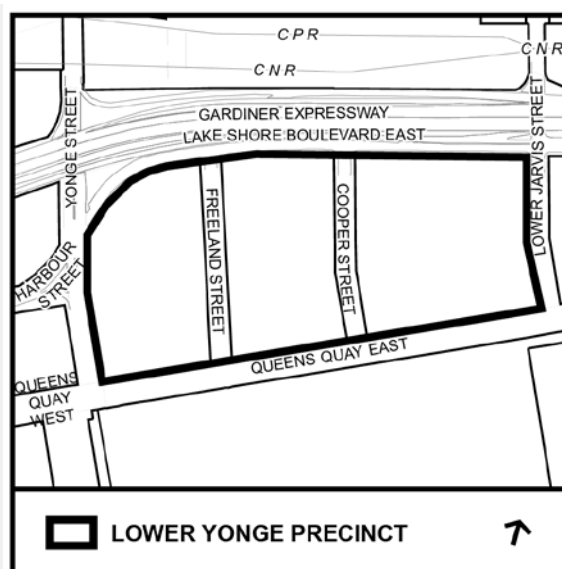 CPR
CNR
CNR
GARDINER EXPRESSWAY
LAKE SHORE BOULEVARD EAST
YONGE STREET
LOWER JARVIS STREET
FREELAND STREET
COOPER STREET
HARBOUR
STREET
QUEENS QUAY EAST
QUEENS
QUAY
WEST
LOWER YONGE PRECINCT